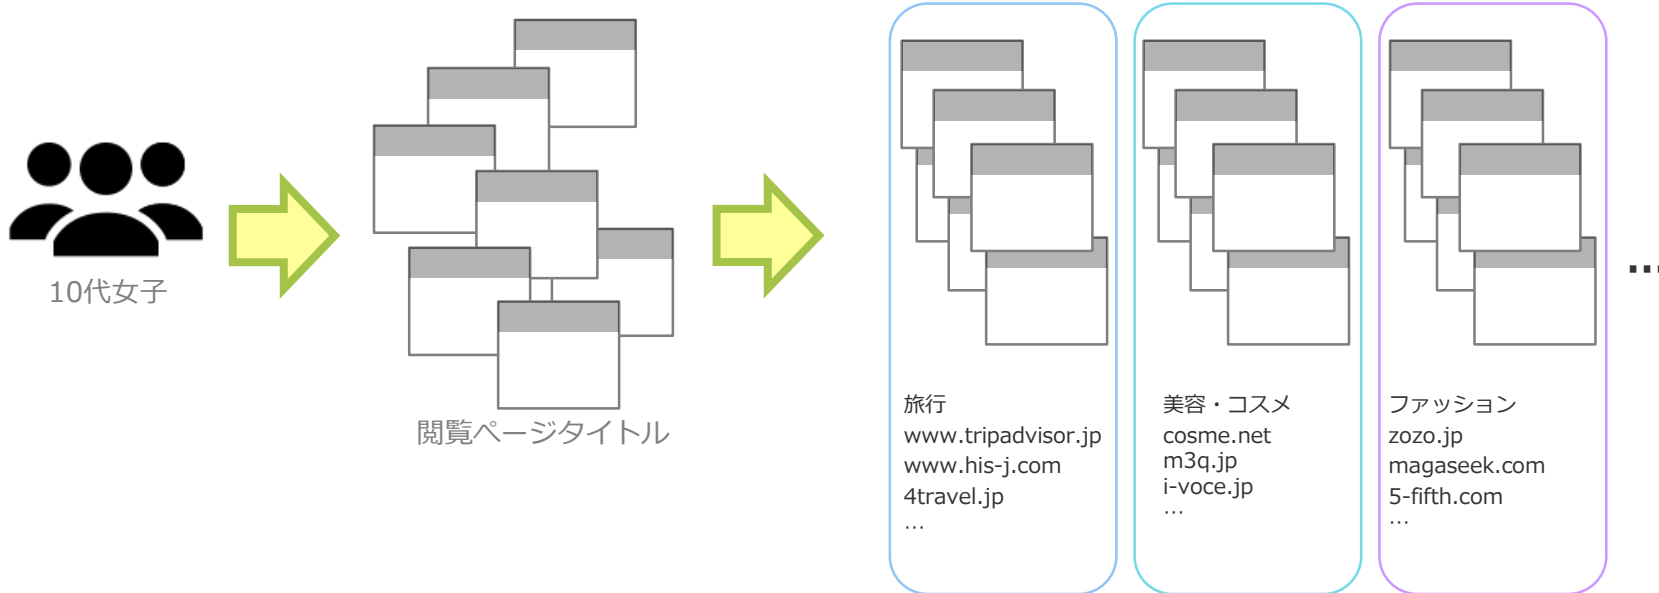 10代女子
閲覧ページタイトル
旅行
www.tripadvisor.jp
www.his-j.com
4travel.jp
…
美容・コスメ
cosme.net
m3q.jp
i-voce.jp
…
ファッション
zozo.jp
magaseek.com
5-fifth.com
…
…